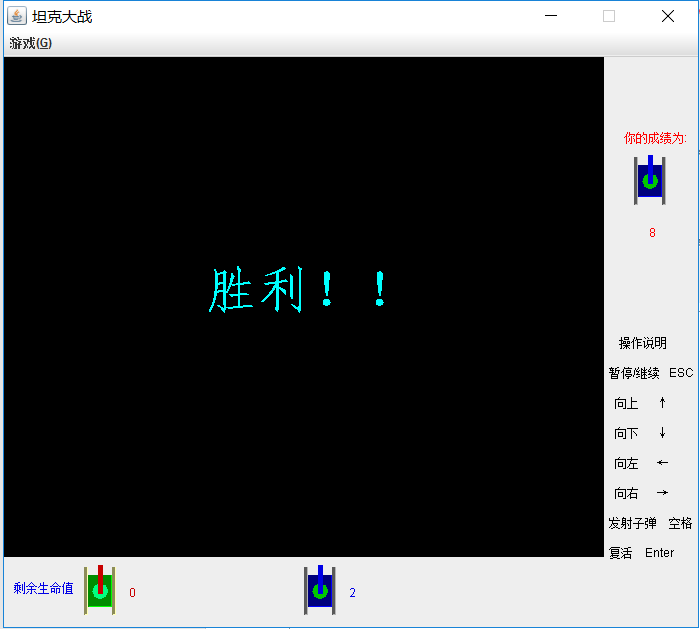 坦克大战
游戏(G)
你的成绩为:
8
胜利！！
操作说明
暂停/继续 ESC
向上 ↑
向下 ↓
向左 ←
向右 →
发射子弹 空格
复活 Enter
剩余生命值 0 2